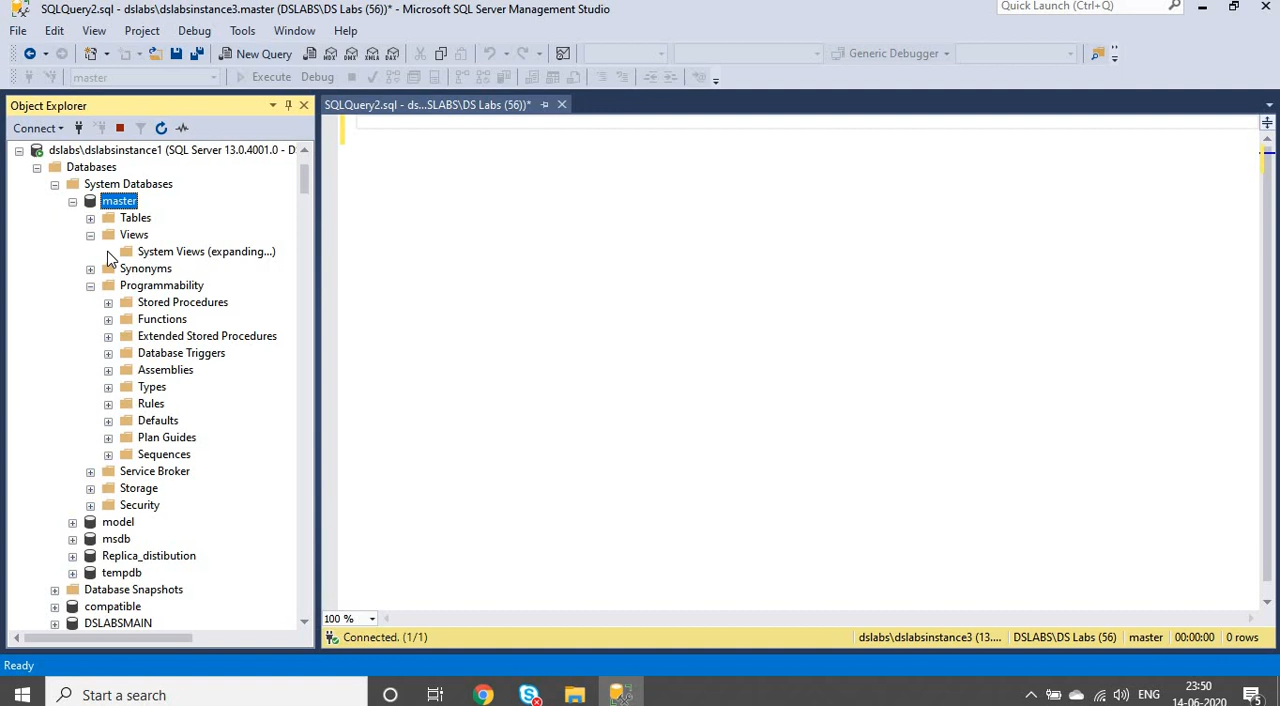 SQLQuery2.sql - dslabs\dslabsinstance3.master (DSLABS\DS Labs (56))* - Microsoft SQL Server Management Studio
Quick Launch (Ctrl+Q)
File Edit View Project Debug Tools Window Help
New Query
MDX DMX XMLA DAX
Generic Debugger
master
Execute Debug
Object Explorer
SQLQuery2.sql - ds...SLABS\DS Labs (56))*
Connect
dslabs\dslabsinstance1 (SQL Server 13.0.4001.0 - D
Databases
System Databases
master
Tables
Views
System Views (expanding...)
Synonyms
Programmability
Stored Procedures
Functions
Extended Stored Procedures
Database Triggers
Assemblies
Types
Rules
Defaults
Plan Guides
Sequences
Service Broker
Storage
Security
model
msdb
Replica_distibution
tempdb
Database Snapshots
compatible
DSLABSMAIN
100 %
Connected. (1/1)
dslabs\dslabsinstance3 (13.... DSLABS\DS Labs (56) master 00:00:00 0 rows
Ready
Start a search
ENG
23:50
14-06-2020
5